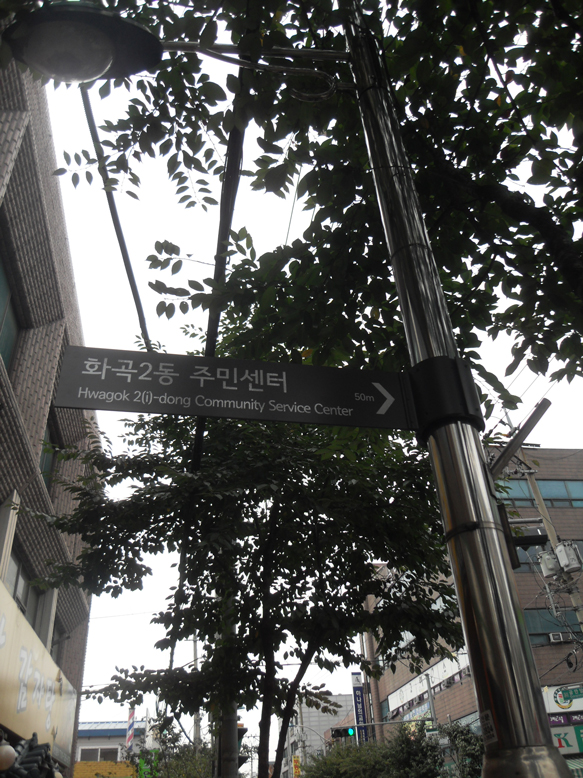 화곡2동 주민센터
Hwagok 2(i)-dong Community Service Center
50m